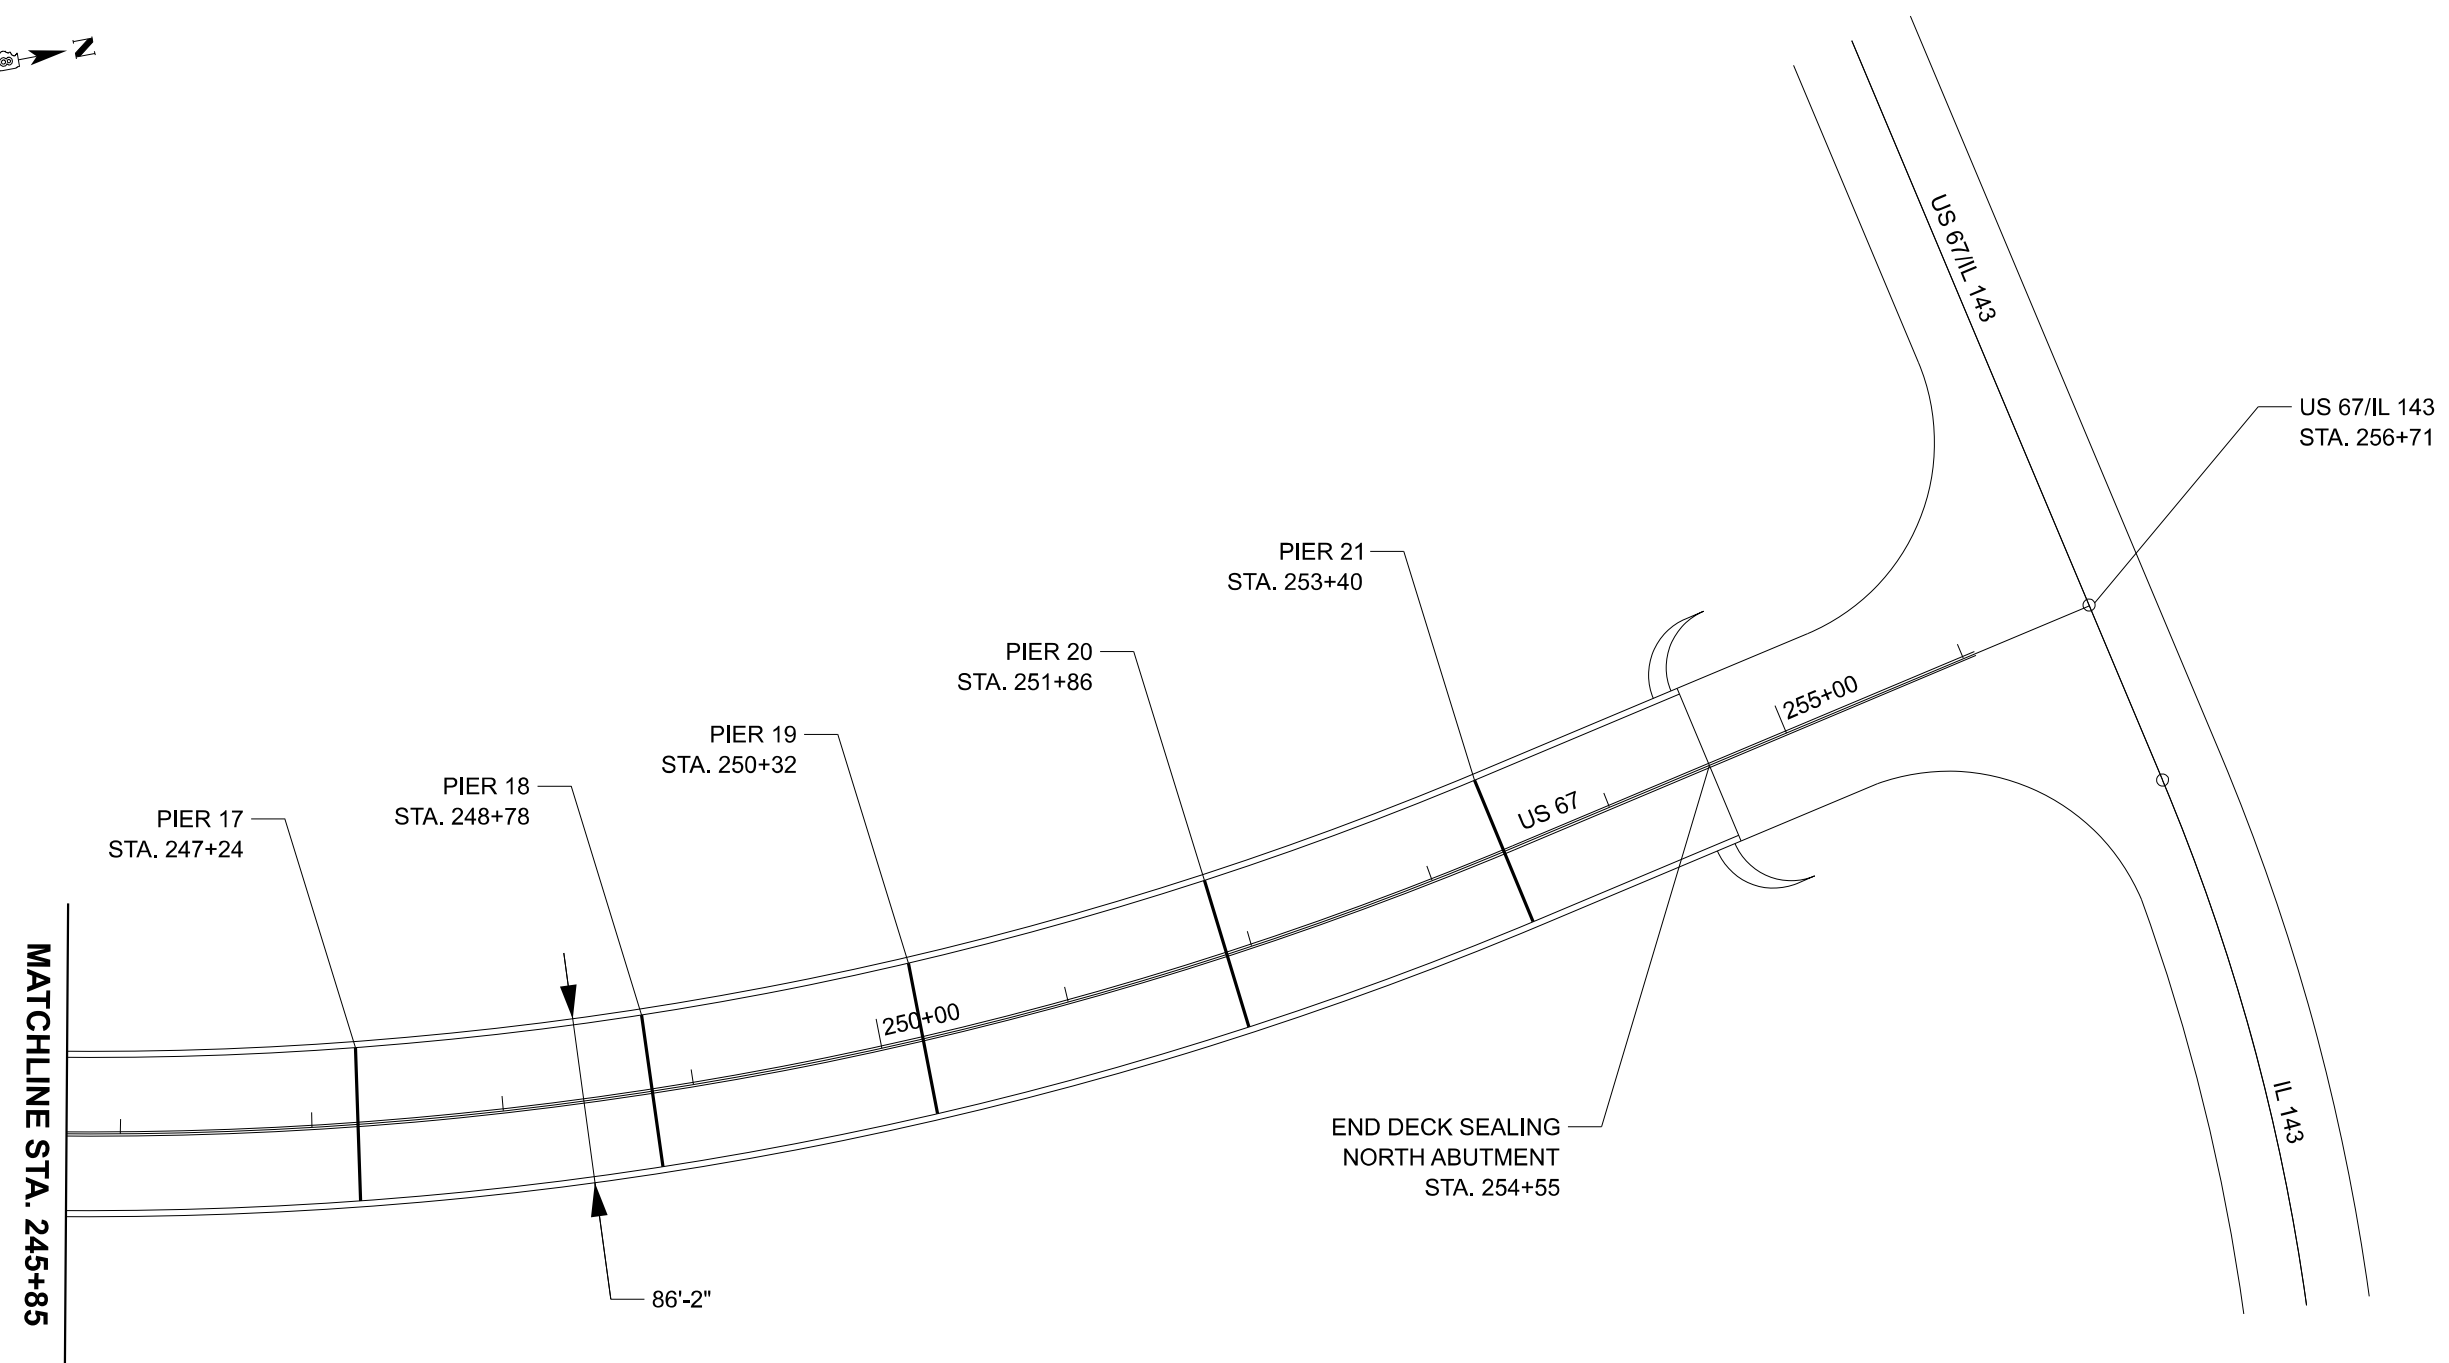 N
US 67/IL 143
US 67/IL 143
STA. 256+71
PIER 21
STA. 253+40
PIER 20
STA. 251+86
255+00
PIER 19
STA. 250+32
US 67
PIER 18
STA. 248+78
PIER 17
STA. 247+24
250+00
MATCHLINE STA. 245+85
IL 143
END DECK SEALING
NORTH ABUTMENT
STA. 254+55
86'-2"